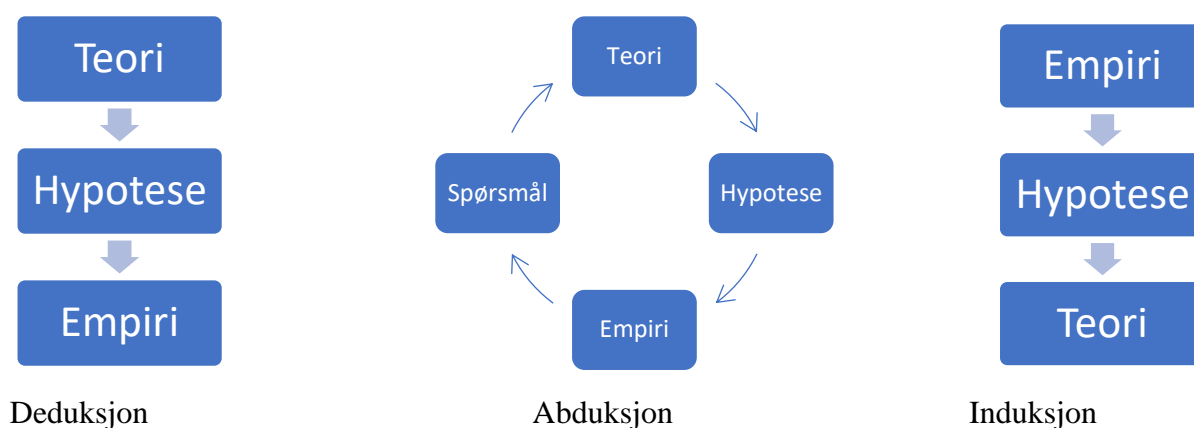 Teori
Hypotese
Empiri
Deduksjon
Teori
Hypotese
Empiri
Spørsmål
Abduksjon
Empiri
Hypotese
Teori
Induksjon